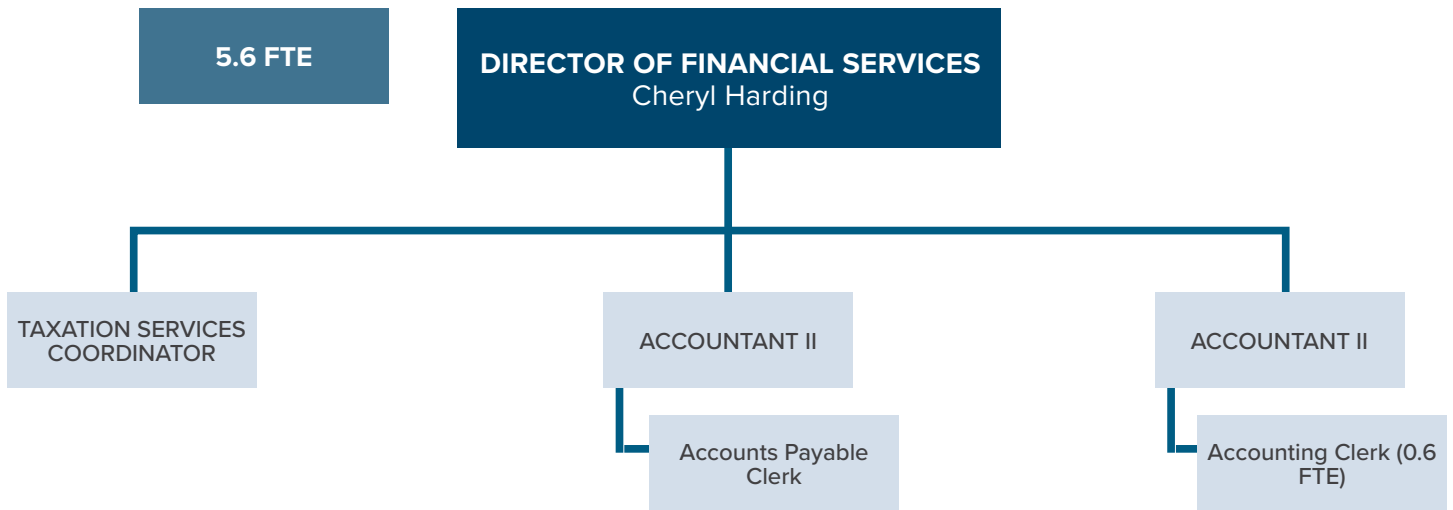 5.6 FTE
DIRECTOR OF FINANCIAL SERVICES
Cheryl Harding
TAXATION SERVICES
COORDINATOR
ACCOUNTANT II
ACCOUNTANT II
Accounts Payable
Clerk
Accounting Clerk (0.6
FTE)